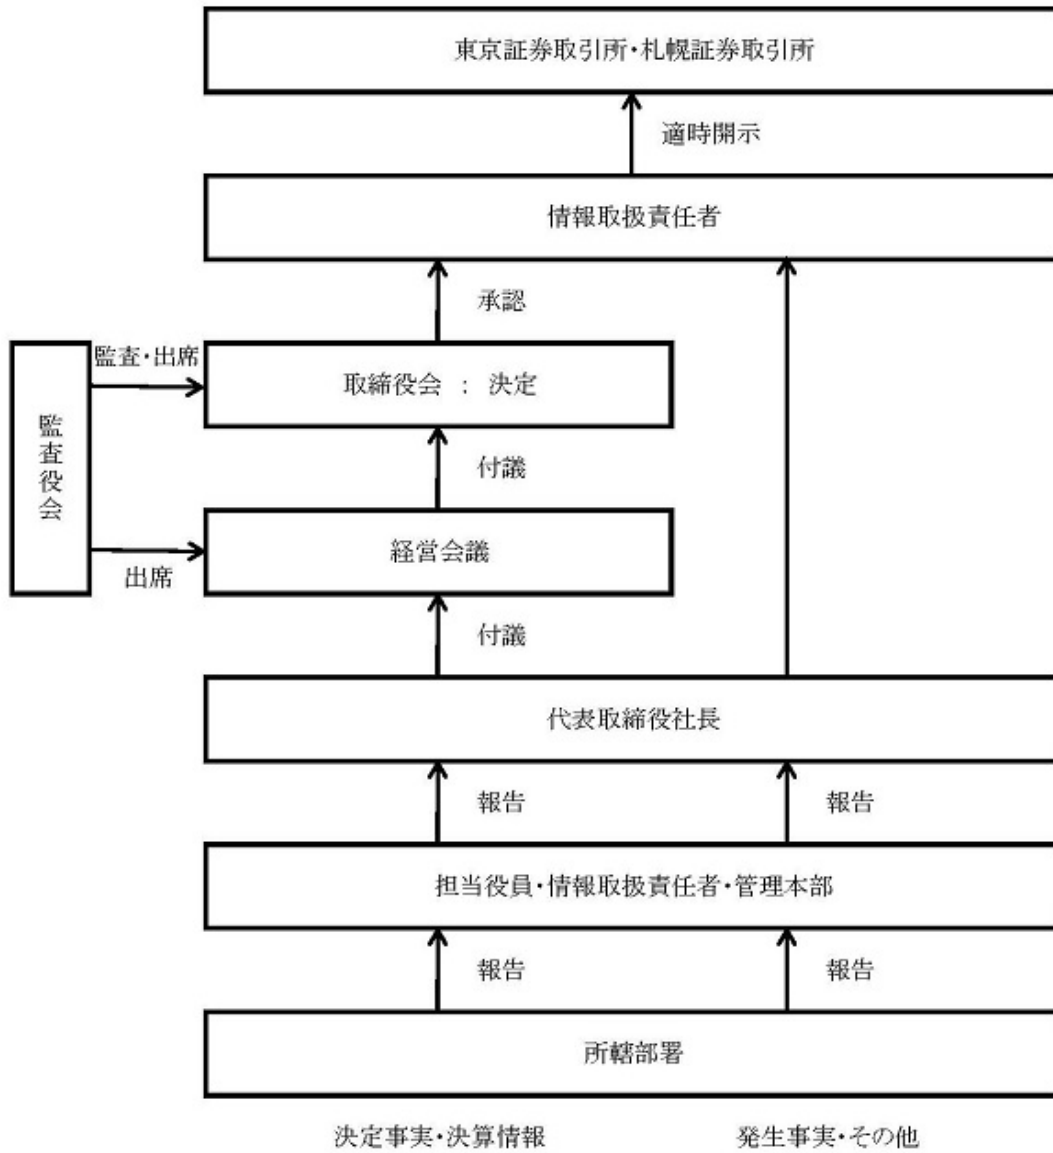 東京証券取引所・札幌証券取引所
適時開示
情報取扱責任者
承認
監査・出席
取締役会 : 決定
監査役会
付議
経営会議
出席
付議
代表取締役社長
報告
報告
担当役員・情報取扱責任者・管理本部
報告
報告
所轄部署
決定事実・決算情報
発生事実・その他